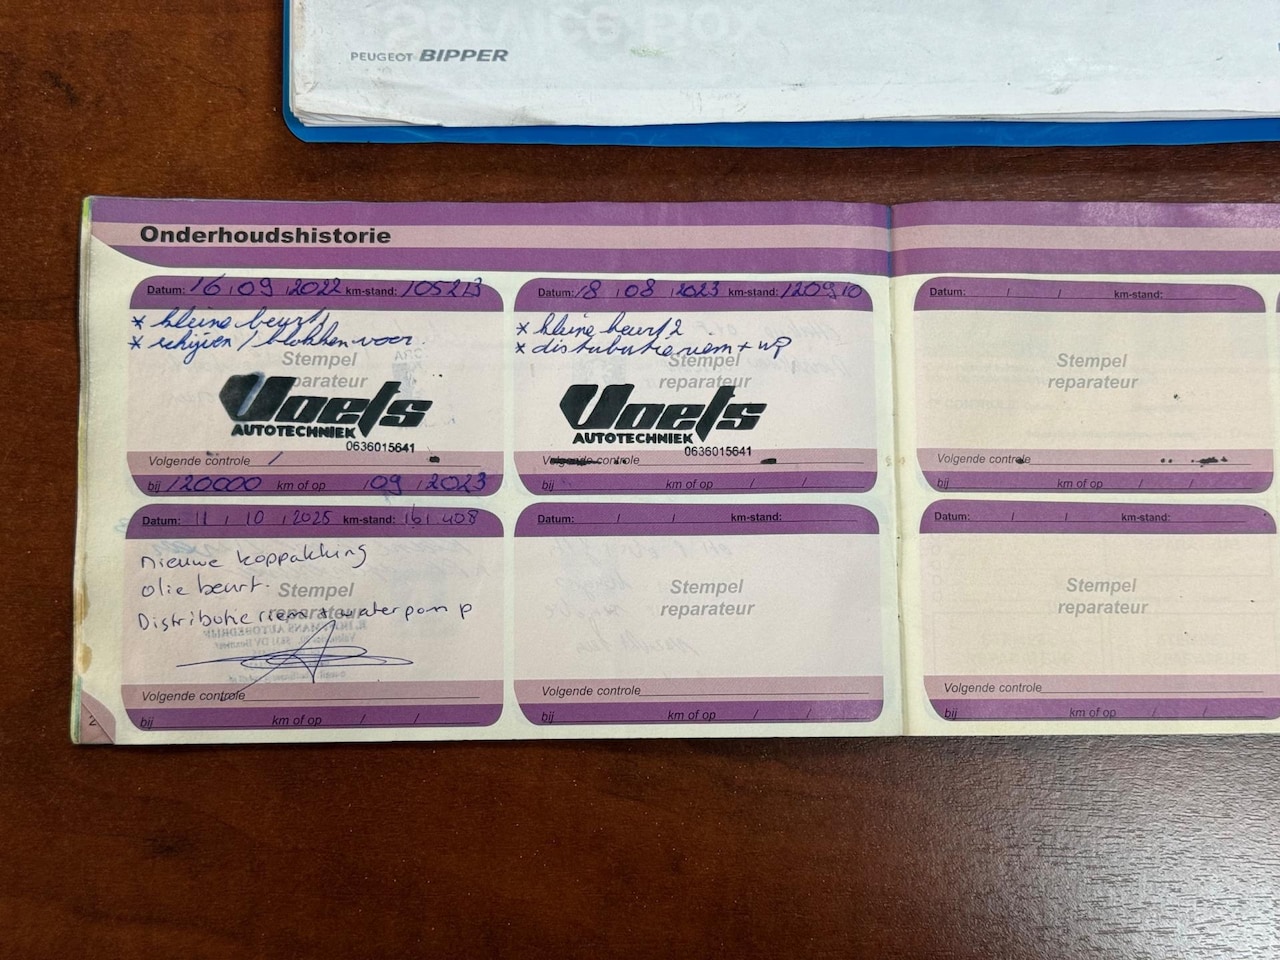 PEUGEOT BIPPER
Onderhoudshistorie
Datum: 16 / 09 / 2022 km-stand: 105213
* kleine beurt
* schijven / blokken voor.
Stempel
reparateur
Voets
AUTOTECHNIEK
0636015641
Volgende controle
bij 120000 km of op / 09 / 2023
Datum: 18 / 08 / 2023 km-stand: 120910
* kleine beurt 2
* distributieriem + wp
Stempel
reparateur
Voets
AUTOTECHNIEK
0636015641
Volgende controle
bij km of op / /
Datum: / / km-stand:
Stempel
reparateur
Volgende controle
bij km of op / /
Datum: 11 / 10 / 2025 km-stand: 161 408
nieuwe koppakking
olie beurt.
Distributieriem + waterpomp
Stempel
reparateur
Volgende controle
bij km of op / /
Datum: / / km-stand:
Stempel
reparateur
Volgende controle
bij km of op / /
Datum: / / km-stand:
Stempel
reparateur
Volgende controle
bij km of op / /